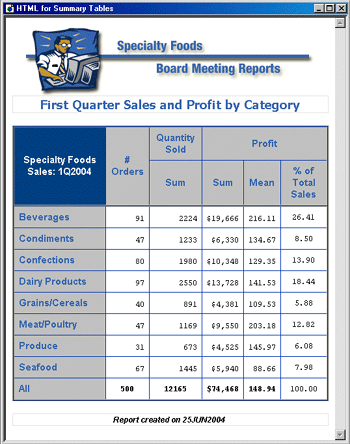 HTML for Summary Tables
Specialty Foods
Board Meeting Reports
First Quarter Sales and Profit by Category
Specialty Foods Sales: 1Q2004 # Orders Quantity Sold Profit
Sum Sum Mean % of Total Sales
Beverages 91 2224 $19,666 216.11 26.41
Condiments 47 1233 $6,330 134.67 8.50
Confections 80 1980 $10,348 129.35 13.90
Dairy Products 97 2550 $13,728 141.53 18.44
Grains/Cereals 40 891 $4,381 109.53 5.88
Meat/Poultry 47 1169 $9,550 203.18 12.82
Produce 31 673 $4,525 145.97 6.08
Seafood 67 1445 $5,940 88.66 7.98
All 500 12165 $74,468 148.94 100.00
Report created on 25JUN2004